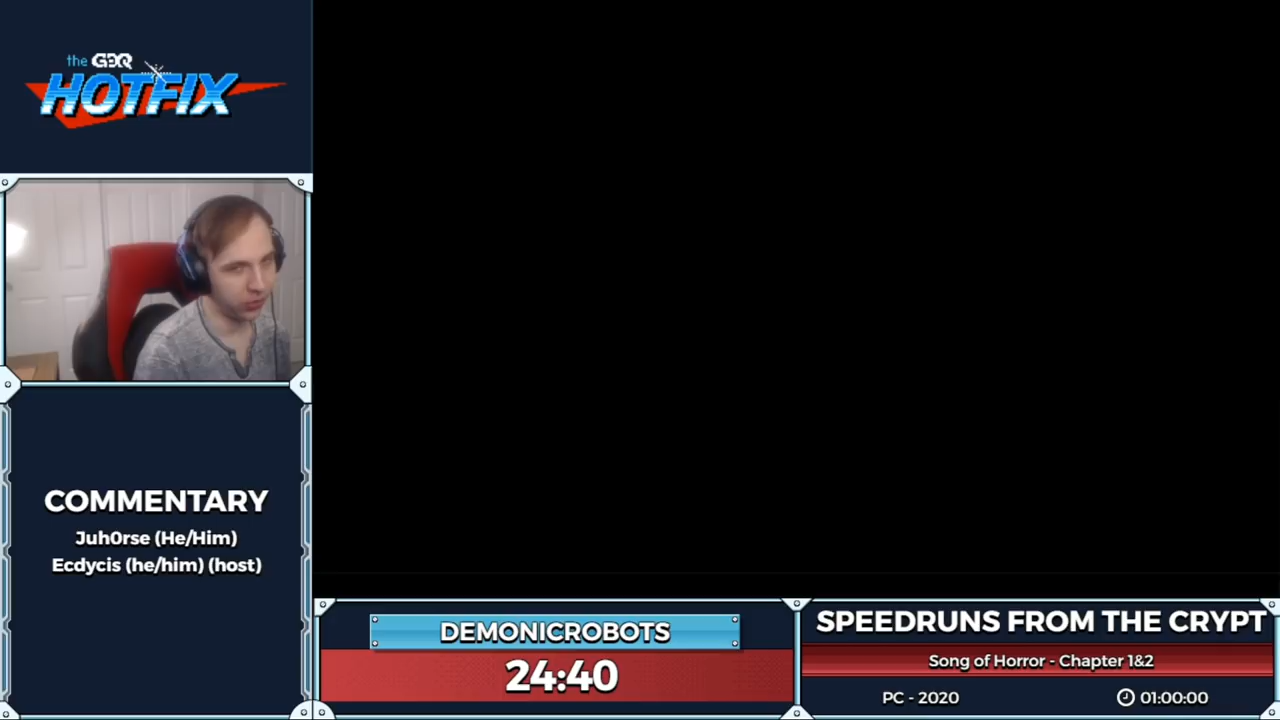 the GDQ
HOTFIX
COMMENTARY
Juh0rse (He/Him)
Ecdycis (he/him) (host)
DEMONICROBOTS
24:40
SPEEDRUNS FROM THE CRYPT
Song of Horror - Chapter 1&2
PC - 2020
01:00:00